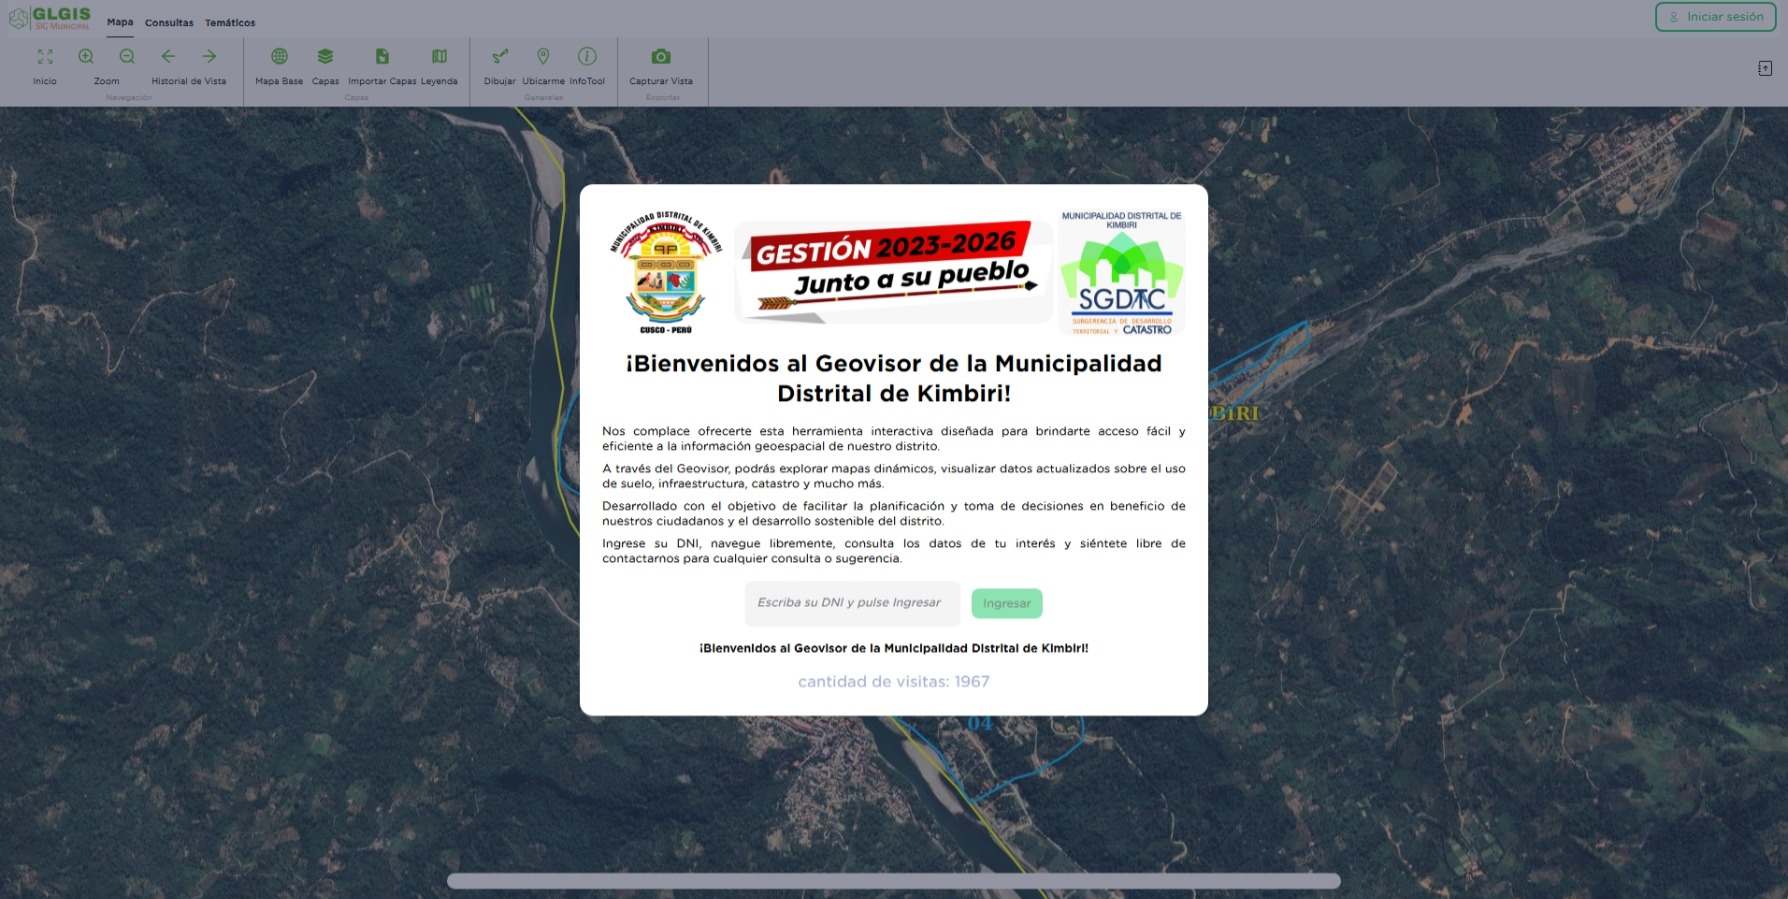 GLGIS
SIG MUNICIPAL
Mapa Consultas Temáticos
Iniciar sesión
Inicio Zoom Historial de Vista
Navegación
Mapa Base Capas Importar Capas Leyenda
Capas
Dibujar Ubicarme InfoTool
Generales
Capturar Vista
Exportar
MUNICIPALIDAD DISTRITAL DE KIMBIRI
KIMBIRI
CUSCO - PERÚ
GESTIÓN 2023-2026
Junto a su pueblo
MUNICIPALIDAD DISTRITAL DE
KIMBIRI
SGDTC
SUBGERENCIA DE DESARROLLO
TERRITORIAL Y CATASTRO
¡Bienvenidos al Geovisor de la Municipalidad
Distrital de Kimbiri!
Nos complace ofrecerte esta herramienta interactiva diseñada para brindarte acceso fácil y
eficiente a la información geoespacial de nuestro distrito.
A través del Geovisor, podrás explorar mapas dinámicos, visualizar datos actualizados sobre el uso
de suelo, infraestructura, catastro y mucho más.
Desarrollado con el objetivo de facilitar la planificación y toma de decisiones en beneficio de
nuestros ciudadanos y el desarrollo sostenible del distrito.
Ingrese su DNI, navegue libremente, consulta los datos de tu interés y siéntete libre de
contactarnos para cualquier consulta o sugerencia.
Escriba su DNI y pulse Ingresar
Ingresar
¡Bienvenidos al Geovisor de la Municipalidad Distrital de Kimbiri!
cantidad de visitas: 1967
BIRI
04